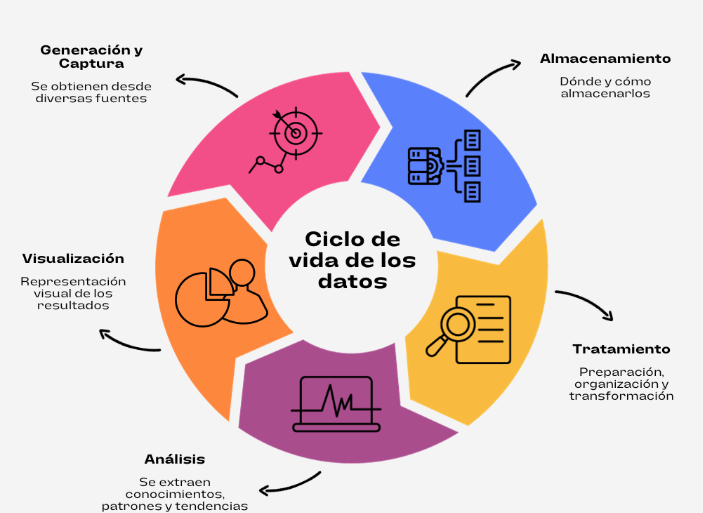 Generación y
Captura
Se obtienen desde
diversas fuentes
Almacenamiento
Dónde y cómo
almacenarlos
Ciclo de
vida de los
datos
Visualización
Representación
visual de los
resultados
Tratamiento
Preparación,
organización y
transformación
Análisis
Se extraen
conocimientos,
patrones y tendencias